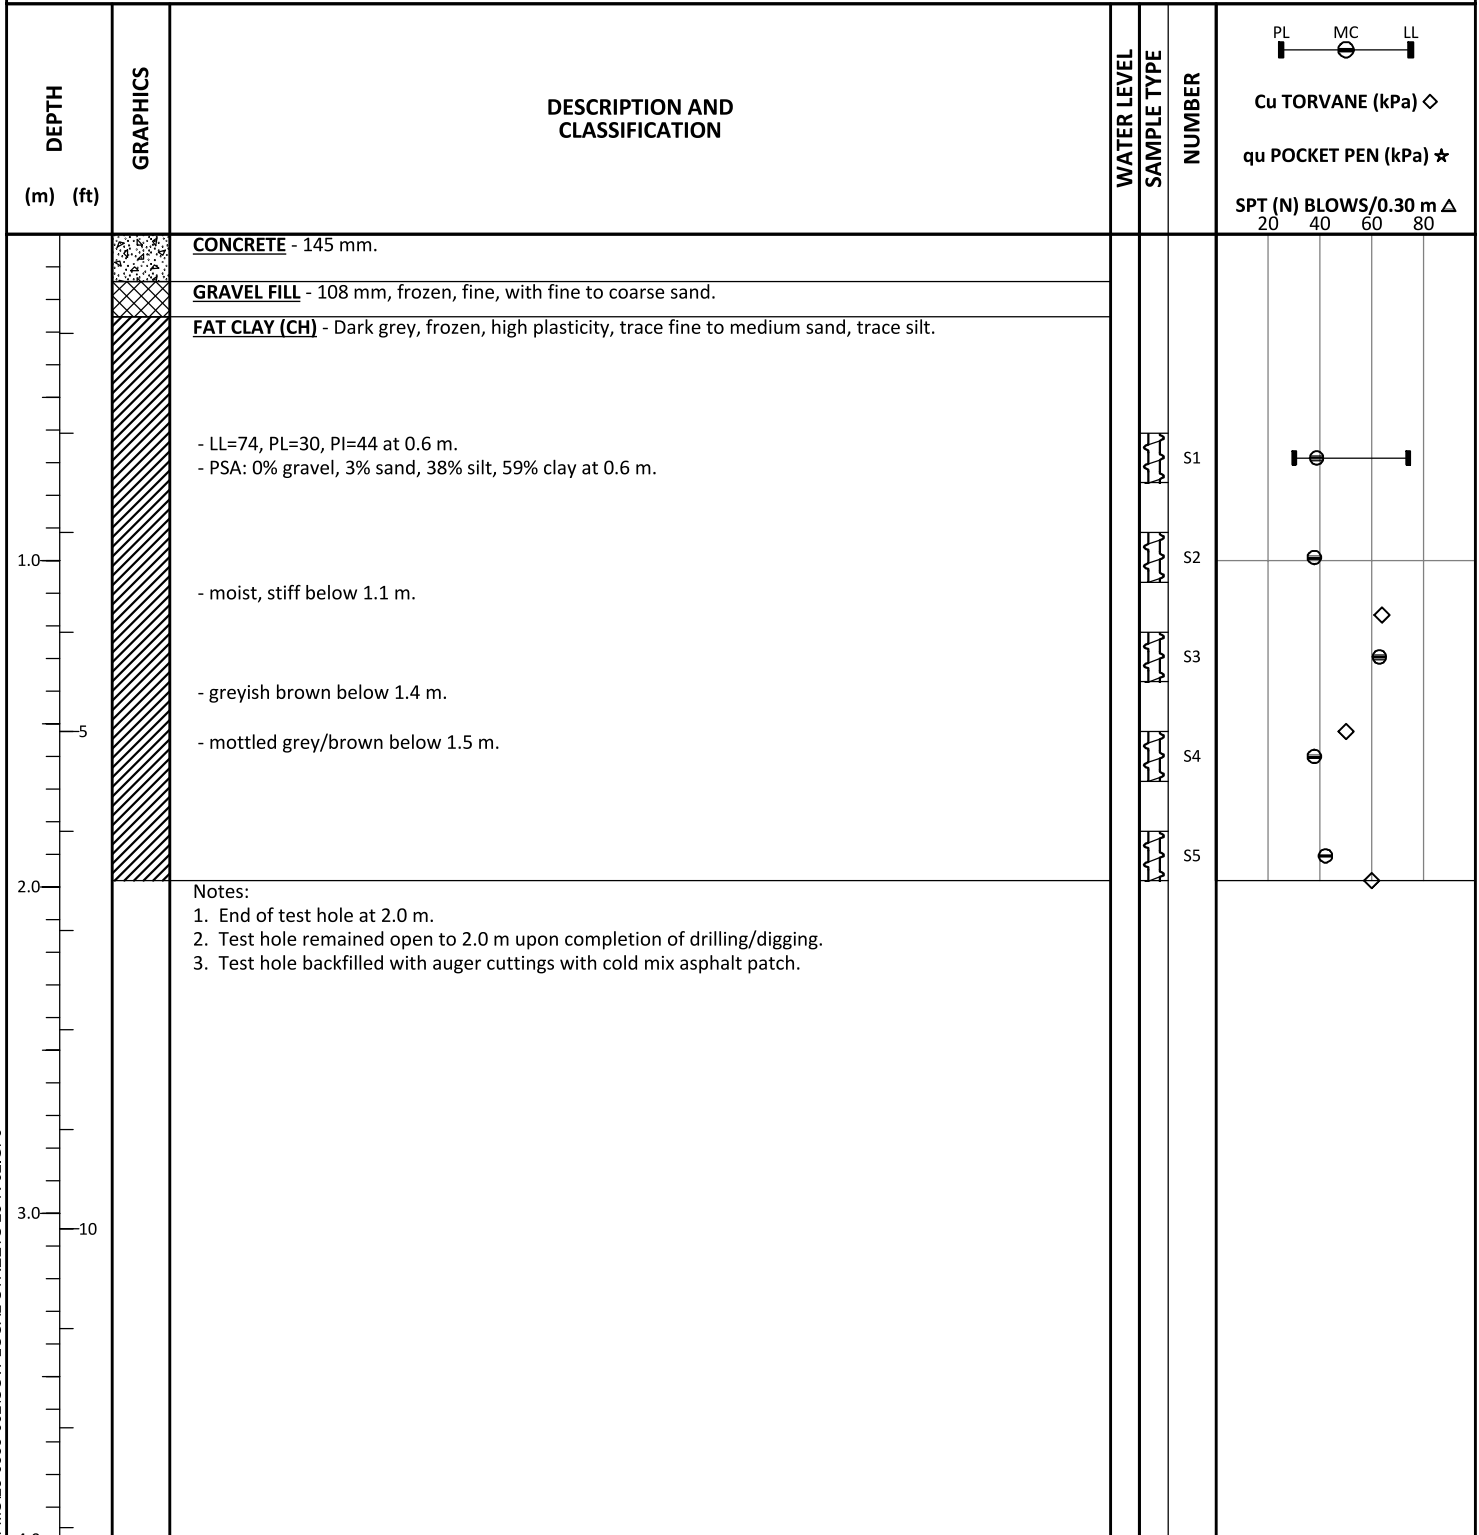 DEPTH
(m) (ft)
GRAPHICS
DESCRIPTION AND
CLASSIFICATION
WATER LEVEL
SAMPLE TYPE
NUMBER
PL MC LL
Cu TORVANE (kPa)
qu POCKET PEN (kPa)
SPT (N) BLOWS/0.30 m
20 40 60 80
CONCRETE - 145 mm.
GRAVEL FILL - 108 mm, frozen, fine, with fine to coarse sand.
FAT CLAY (CH) - Dark grey, frozen, high plasticity, trace fine to medium sand, trace silt.
- LL=74, PL=30, PI=44 at 0.6 m.
- PSA: 0% gravel, 3% sand, 38% silt, 59% clay at 0.6 m.
S1
1.0
S2
- moist, stiff below 1.1 m.
S3
- greyish brown below 1.4 m.
5
- mottled grey/brown below 1.5 m.
S4
S5
2.0
Notes:
1. End of test hole at 2.0 m.
2. Test hole remained open to 2.0 m upon completion of drilling/digging.
3. Test hole backfilled with auger cuttings with cold mix asphalt patch.
3.0
10